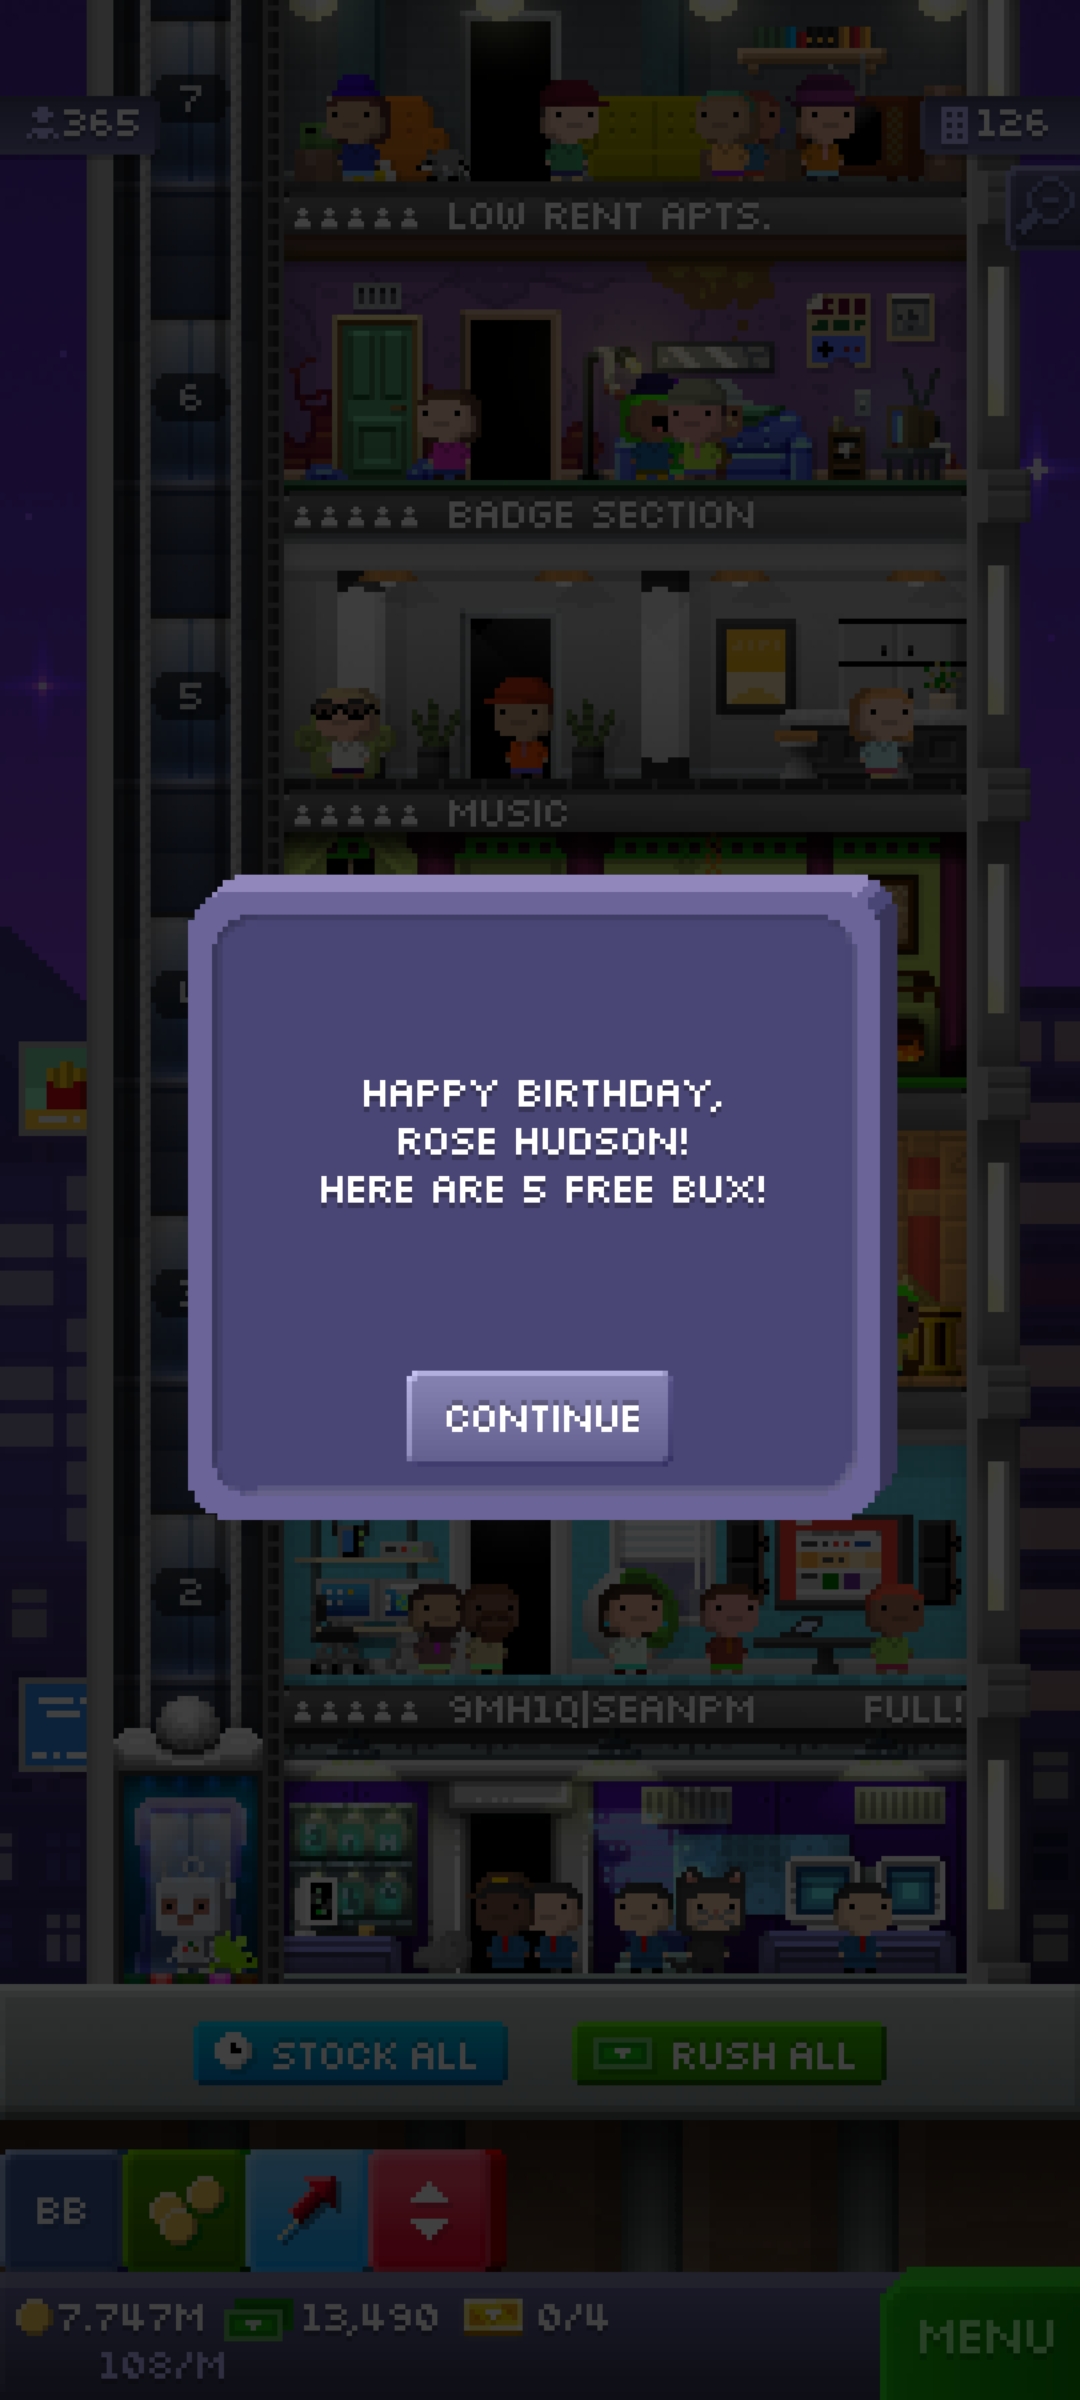 7
365
126
LOW RENT APTS.
6
BADGE SECTION
5
MUSIC
HAPPY BIRTHDAY,
ROSE HUDSON!
HERE ARE 5 FREE BUX!
CONTINUE
2
9MH1Q|SEANPM FULL!
STOCK ALL
RUSH ALL
BB
7.747M 13,490 0/4
108/M
MENU